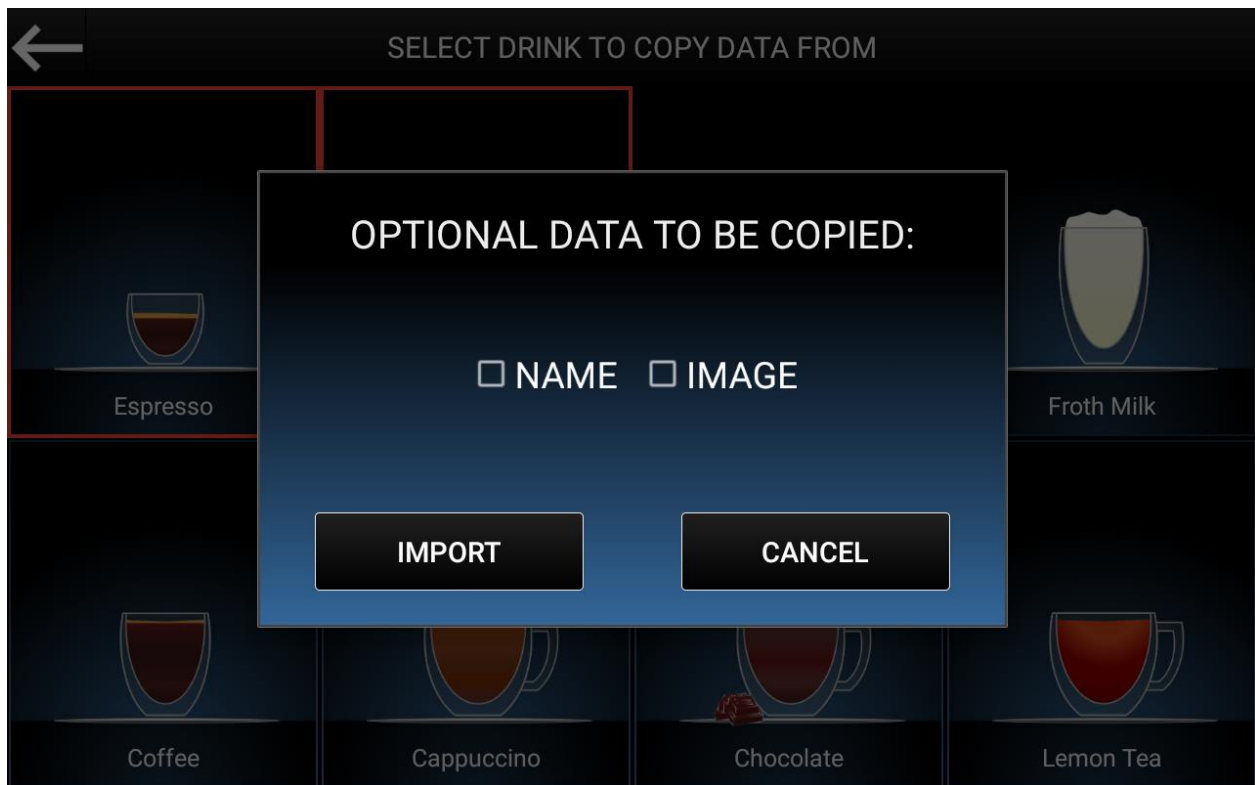 SELECT DRINK TO COPY DATA FROM
OPTIONAL DATA TO BE COPIED:
NAME IMAGE
IMPORT CANCEL
Espresso Froth Milk
Coffee Cappuccino Chocolate Lemon Tea